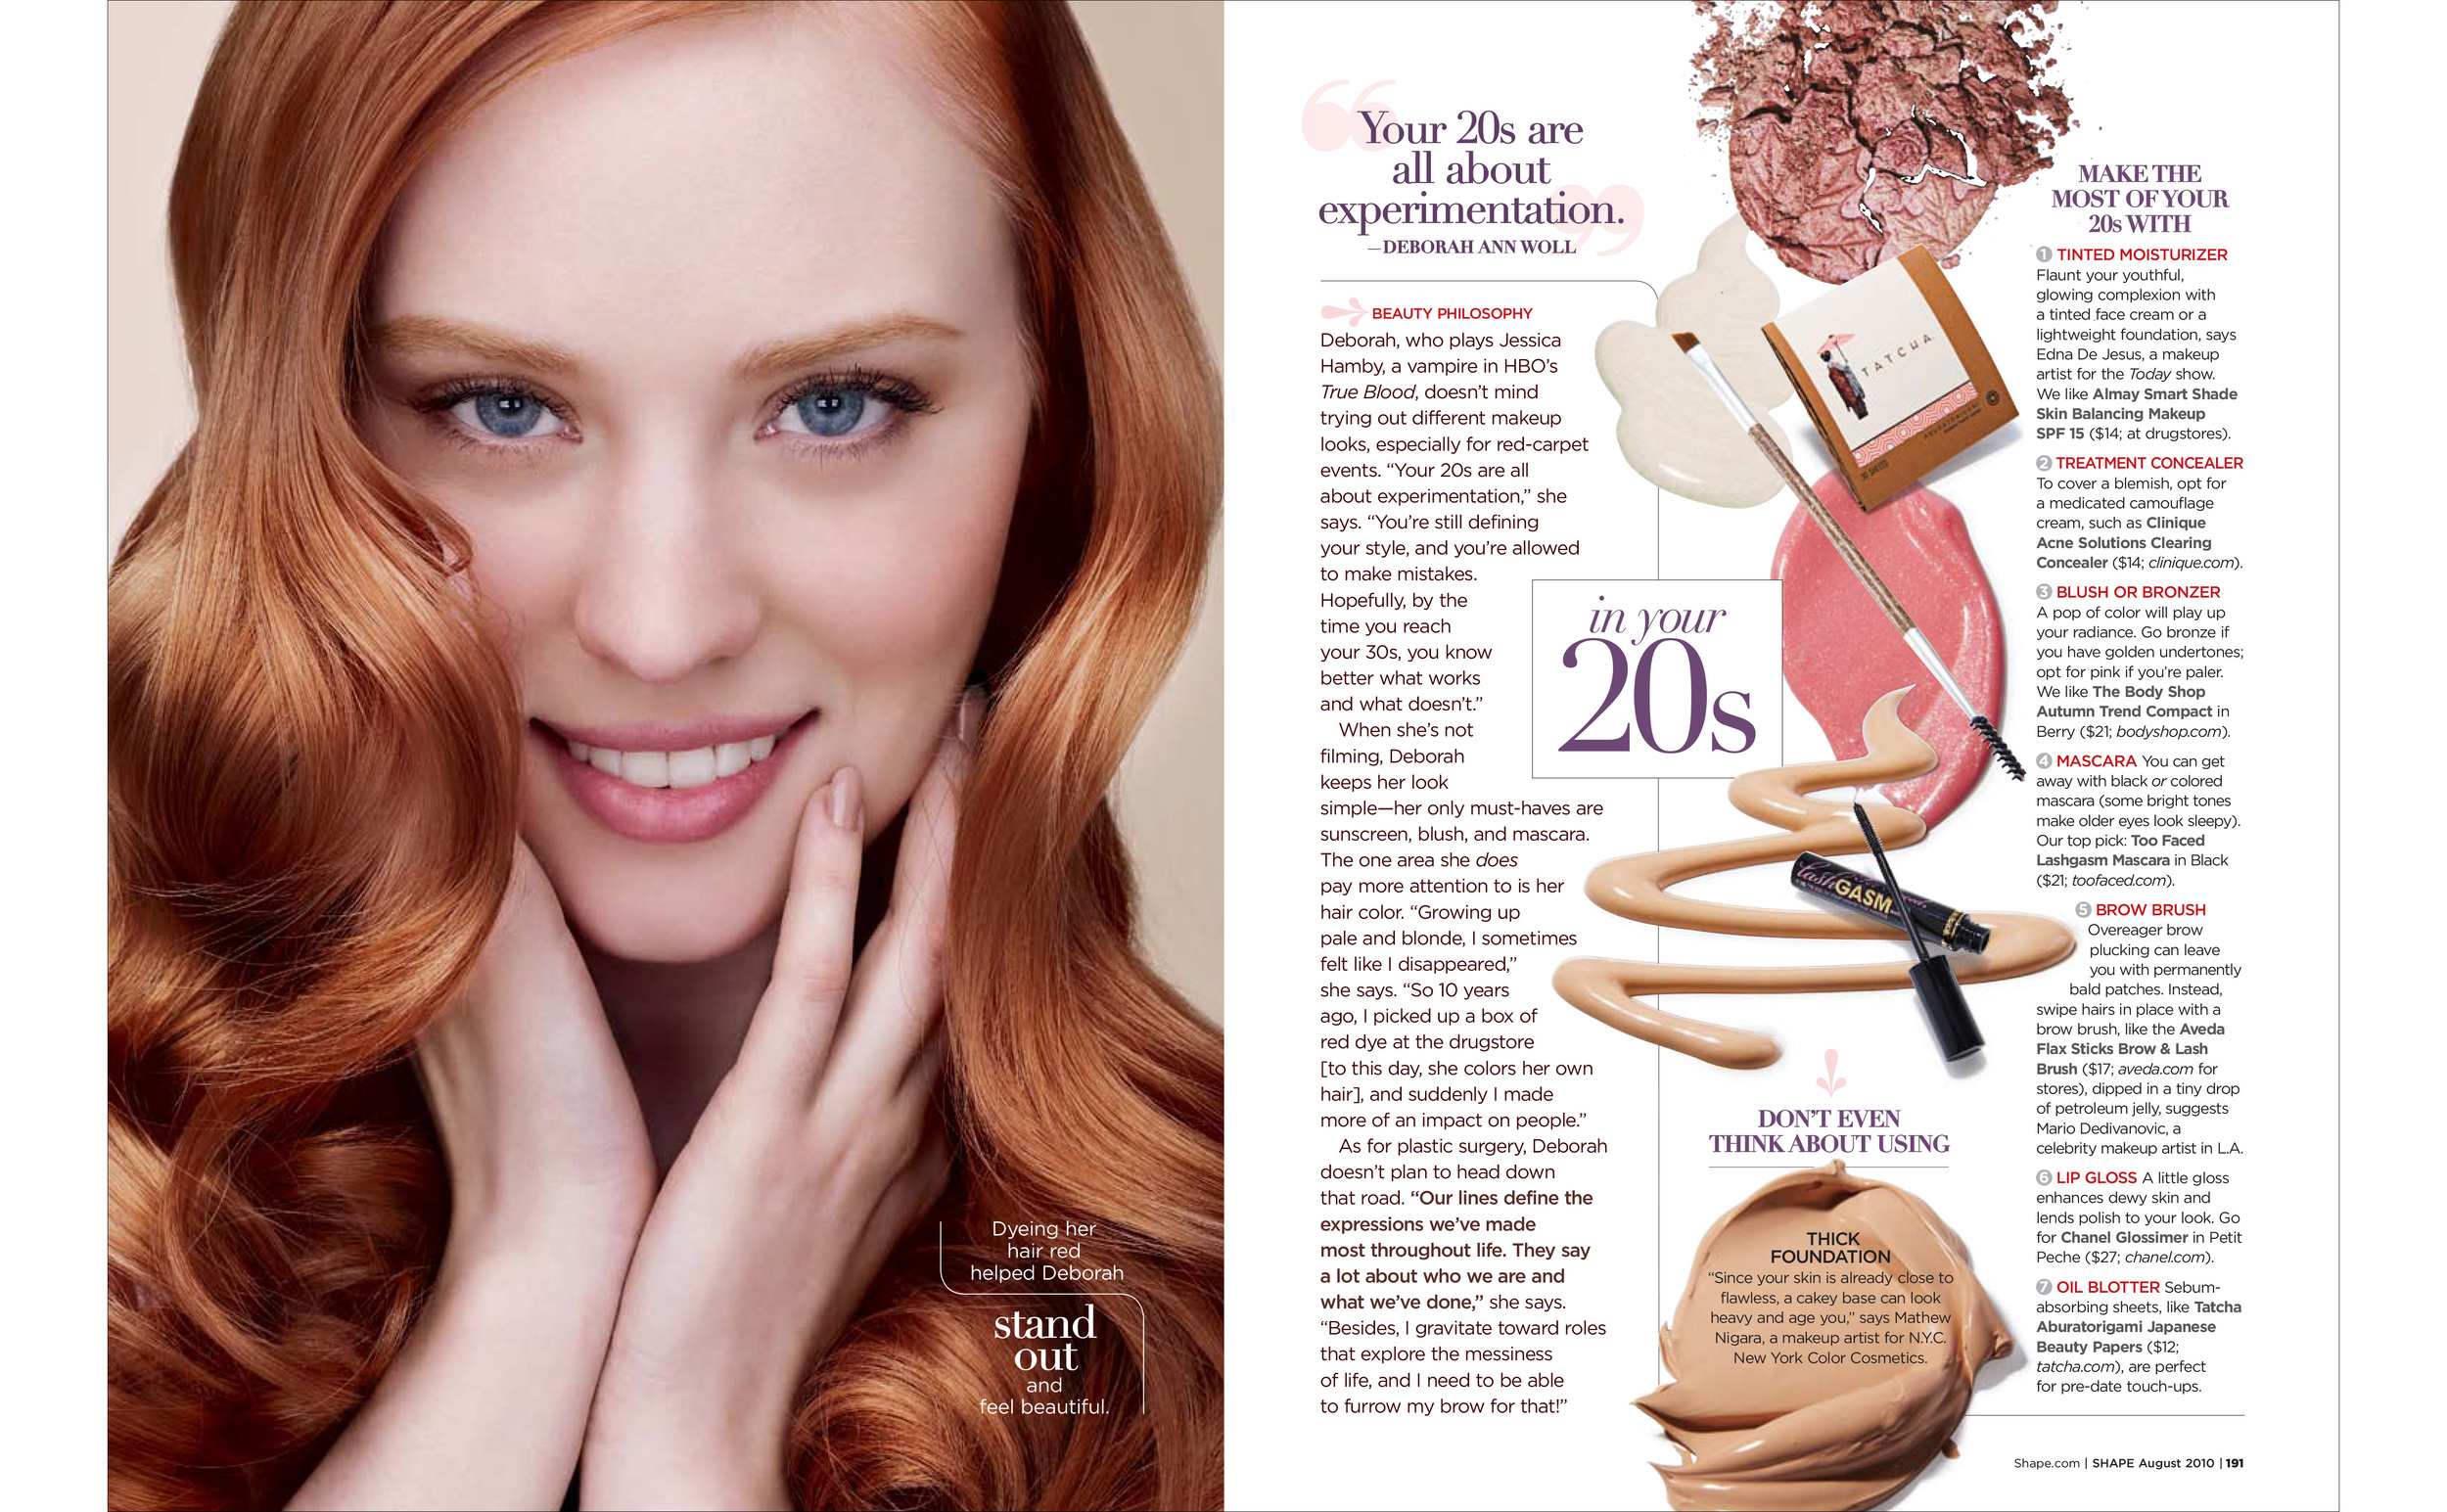 Dyeing her
hair red
helped Deborah
stand
out
and
feel beautiful.
“Your 20s are
all about
experimentation.”
—DEBORAH ANN WOLL
BEAUTY PHILOSOPHY
Deborah, who plays Jessica
Hamby, a vampire in HBO’s
True Blood, doesn’t mind
trying out different makeup
looks, especially for red-carpet
events. “Your 20s are all
about experimentation,” she
says. “You’re still defining
your style, and you’re allowed
to make mistakes.
Hopefully, by the
time you reach
your 30s, you know
better what works
and what doesn’t.”
When she’s not
filming, Deborah
keeps her look
simple—her only must-haves are
sunscreen, blush, and mascara.
The one area she does
pay more attention to is her
hair color. “Growing up
pale and blonde, I sometimes
felt like I disappeared,”
she says. “So 10 years
ago, I picked up a box of
red dye at the drugstore
[to this day, she colors her own
hair], and suddenly I made
more of an impact on people.”
As for plastic surgery, Deborah
doesn’t plan to head down
that road. “Our lines define the
expressions we’ve made
most throughout life. They say
a lot about who we are and
what we’ve done,” she says.
“Besides, I gravitate toward roles
that explore the messiness
of life, and I need to be able
to furrow my brow for that!”
in your
20s
TATCHA
30 SHEETS
lashGASM
DON’T EVEN
THINK ABOUT USING
THICK
FOUNDATION
“Since your skin is already close to
flawless, a cakey base can look
heavy and age you,” says Mathew
Nigara, a makeup artist for N.Y.C.
New York Color Cosmetics.
MAKE THE
MOST OF YOUR
20s WITH
1 TINTED MOISTURIZER
Flaunt your youthful,
glowing complexion with
a tinted face cream or a
lightweight foundation, says
Edna De Jesus, a makeup
artist for the Today show.
We like Almay Smart Shade
Skin Balancing Makeup
SPF 15 ($14; at drugstores).
2 TREATMENT CONCEALER
To cover a blemish, opt for
a medicated camouflage
cream, such as Clinique
Acne Solutions Clearing
Concealer ($14; clinique.com).
3 BLUSH OR BRONZER
A pop of color will play up
your radiance. Go bronze if
you have golden undertones;
opt for pink if you’re paler.
We like The Body Shop
Autumn Trend Compact in
Berry ($21; bodyshop.com).
4 MASCARA You can get
away with black or colored
mascara (some bright tones
make older eyes look sleepy).
Our top pick: Too Faced
Lashgasm Mascara in Black
($21; toofaced.com).
5 BROW BRUSH
Overeager brow
plucking can leave
you with permanently
bald patches. Instead,
swipe hairs in place with a
brow brush, like the Aveda
Flax Sticks Brow & Lash
Brush ($17; aveda.com for
stores), dipped in a tiny drop
of petroleum jelly, suggests
Mario Dedivanovic, a
celebrity makeup artist in L.A.
6 LIP GLOSS A little gloss
enhances dewy skin and
lends polish to your look. Go
for Chanel Glossimer in Petit
Peche ($27; chanel.com).
7 OIL BLOTTER Sebum-
absorbing sheets, like Tatcha
Aburatorigami Japanese
Beauty Papers ($12;
tatcha.com), are perfect
for pre-date touch-ups.
Shape.com | SHAPE August 2010 | 191